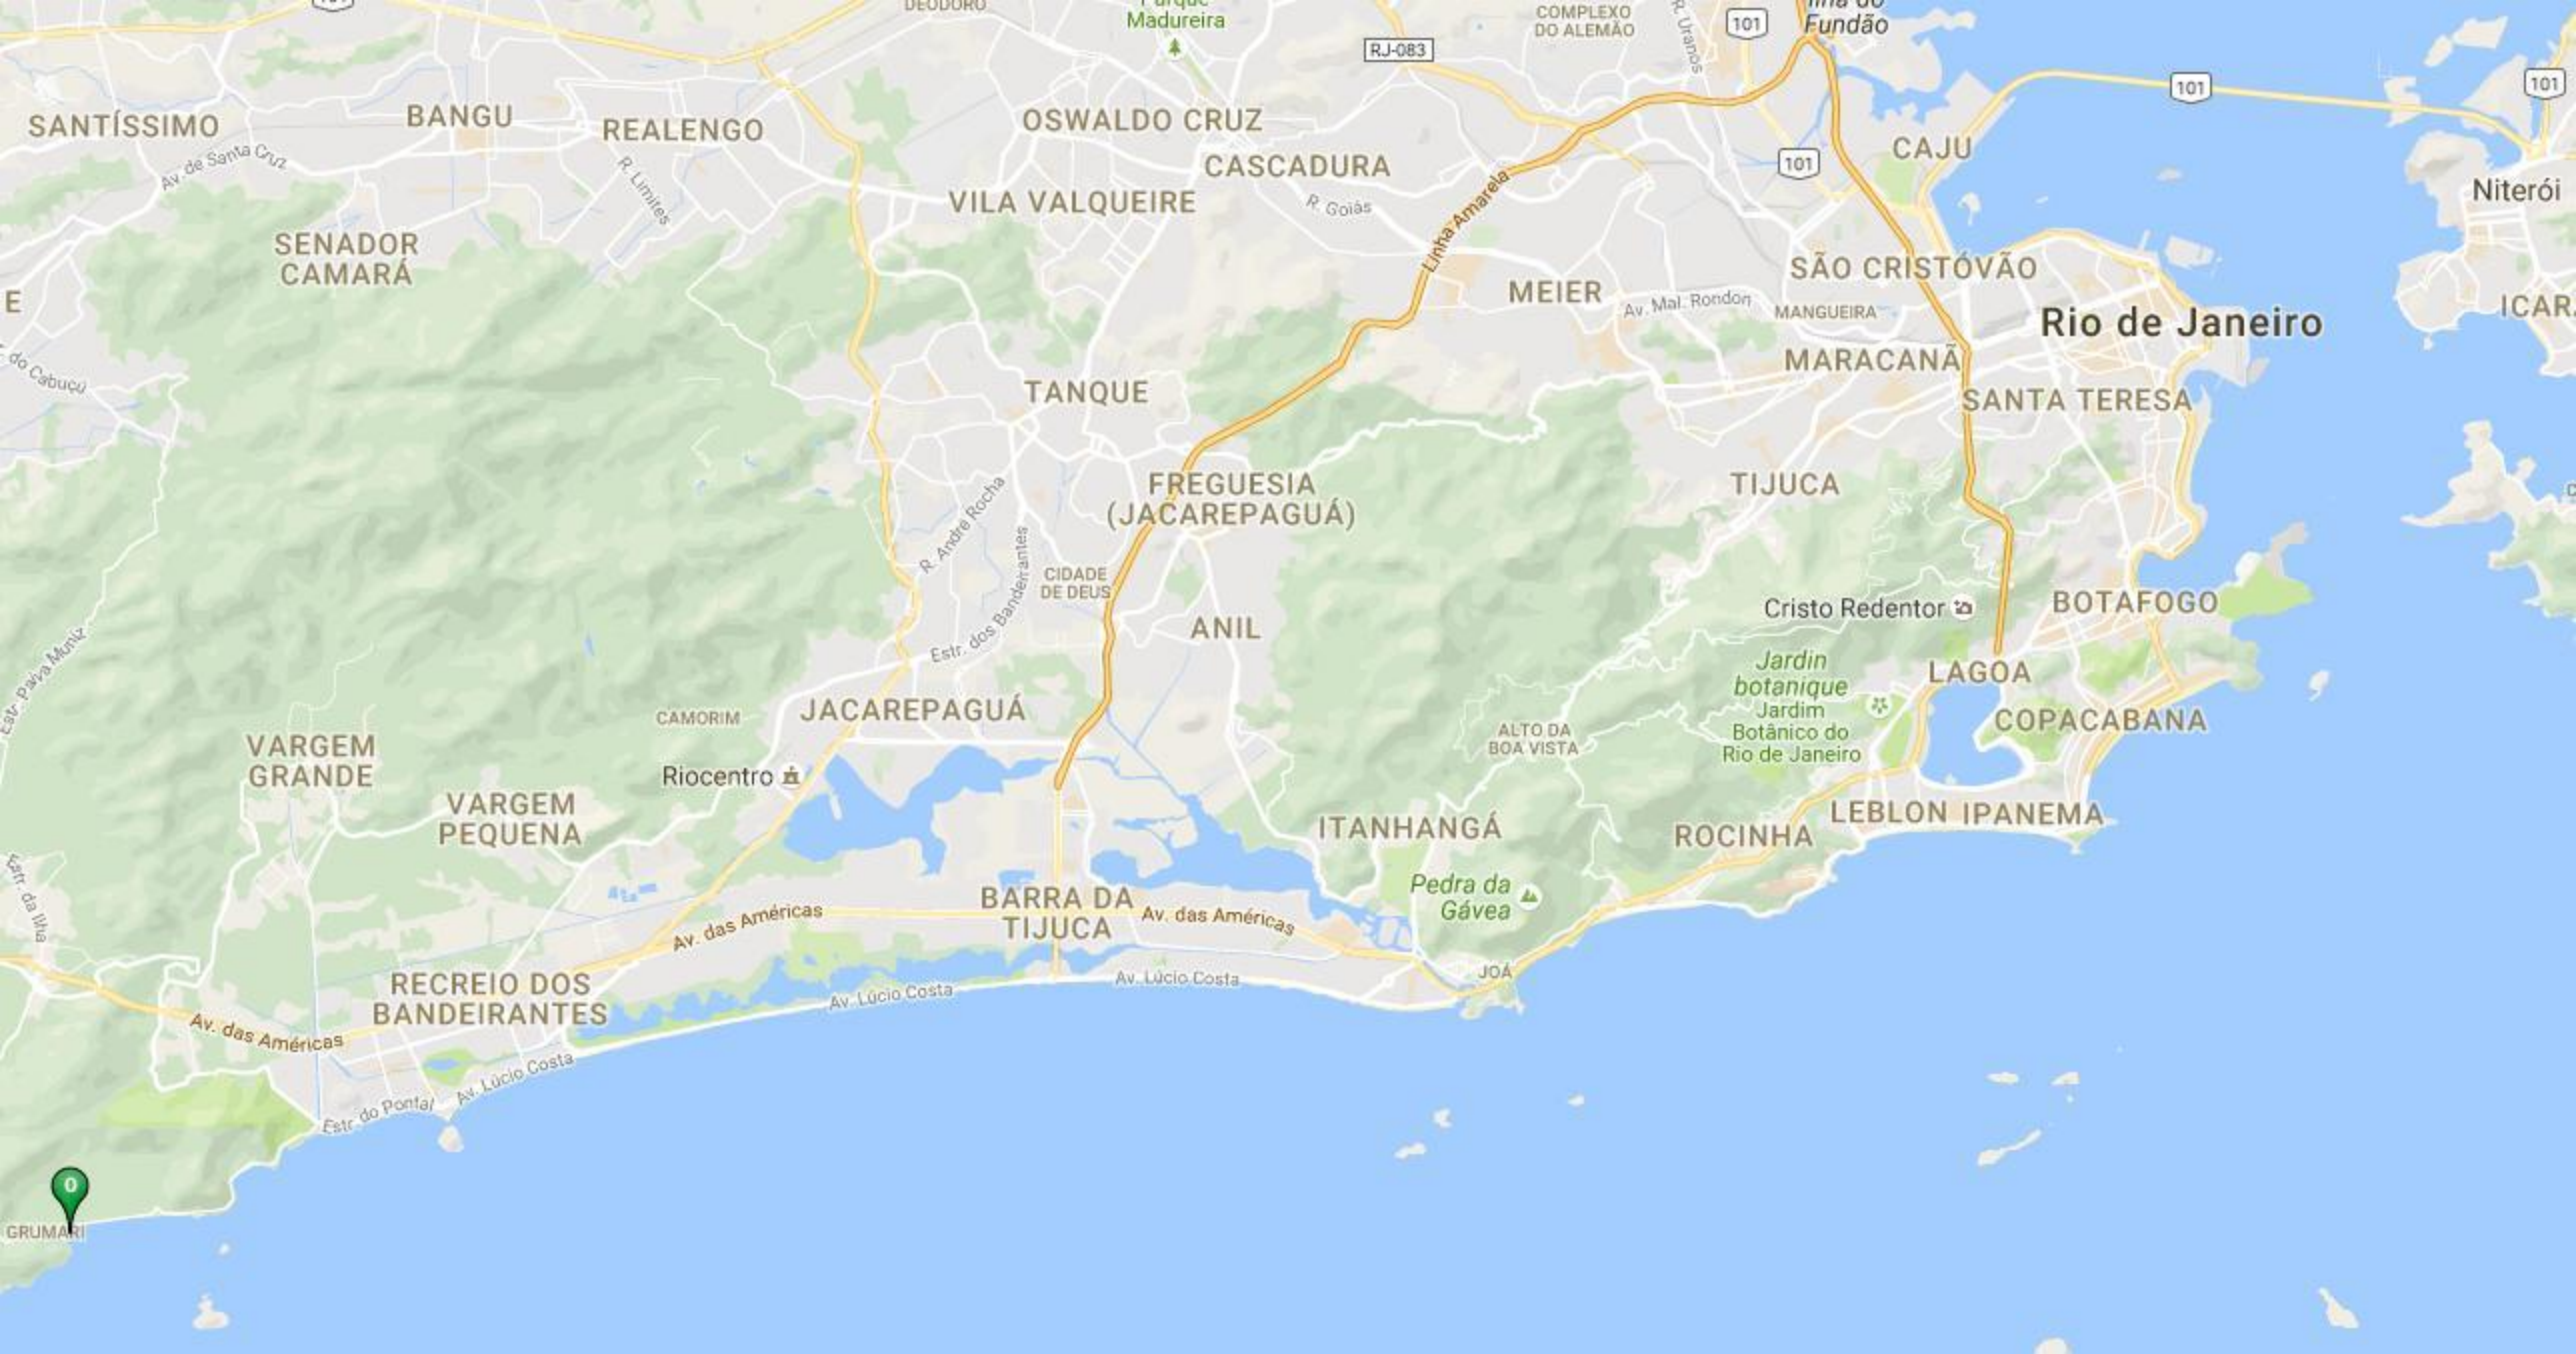 DEODORO
Parque
Madureira
COMPLEXO
DO ALEMÃO
R. Uranos
101
Ilha do
Fundão
RJ-083
101
101
SANTÍSSIMO
BANGU
REALENGO
OSWALDO CRUZ
CASCADURA
CAJU
101
Av. de Santa Cruz
R. Limites
VILA VALQUEIRE
R. Goiás
Linha Amarela
Niterói
SENADOR
CAMARÁ
MEIER
Av. Mal. Rondon
SÃO CRISTÓVÃO
MANGUEIRA
Rio de Janeiro
E
ICAR
do Cabuçu
TANQUE
MARACANÃ
SANTA TERESA
FREGUESIA
(JACAREPAGUÁ)
TIJUCA
R. André Rocha
Estr. dos Bandeirantes
CIDADE
DE DEUS
ANIL
Cristo Redentor
BOTAFOGO
Estr. Paiva Muniz
Jardin
botanique
Jardim
Botânico do
Rio de Janeiro
LAGOA
CAMORIM
JACAREPAGUÁ
ALTO DA
BOA VISTA
COPACABANA
VARGEM
GRANDE
Riocentro
VARGEM
PEQUENA
ITANHANGÁ
ROCINHA
LEBLON
IPANEMA
Estr. da Ilha
Pedra da
Gávea
BARRA DA
TIJUCA
Av. das Américas
Av. das Américas
JOÁ
RECREIO DOS
BANDEIRANTES
Av. Lúcio Costa
Av. Lúcio Costa
Av. das Américas
Av. Lúcio Costa
Estr. do Pontal
0
GRUMARI